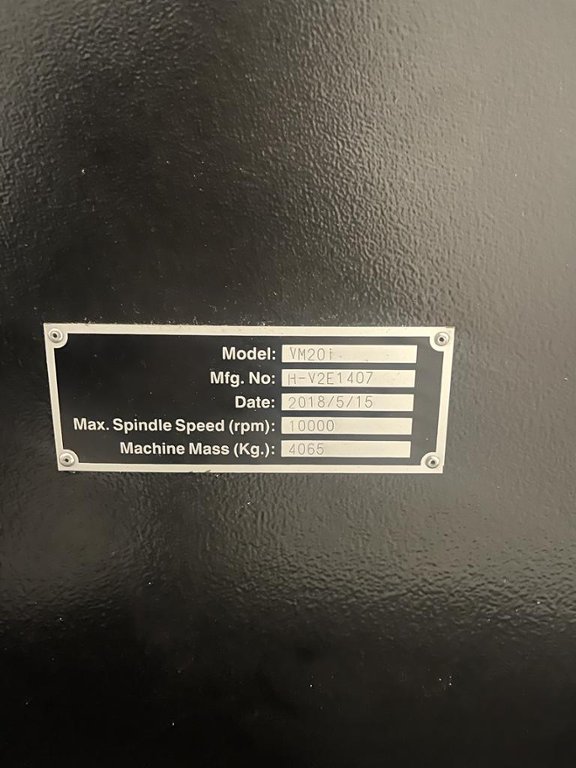 Model: VM20i
Mfg. No: H-V2E1407
Date: 2018/5/15
Max. Spindle Speed (rpm): 10000
Machine Mass (Kg.): 4065